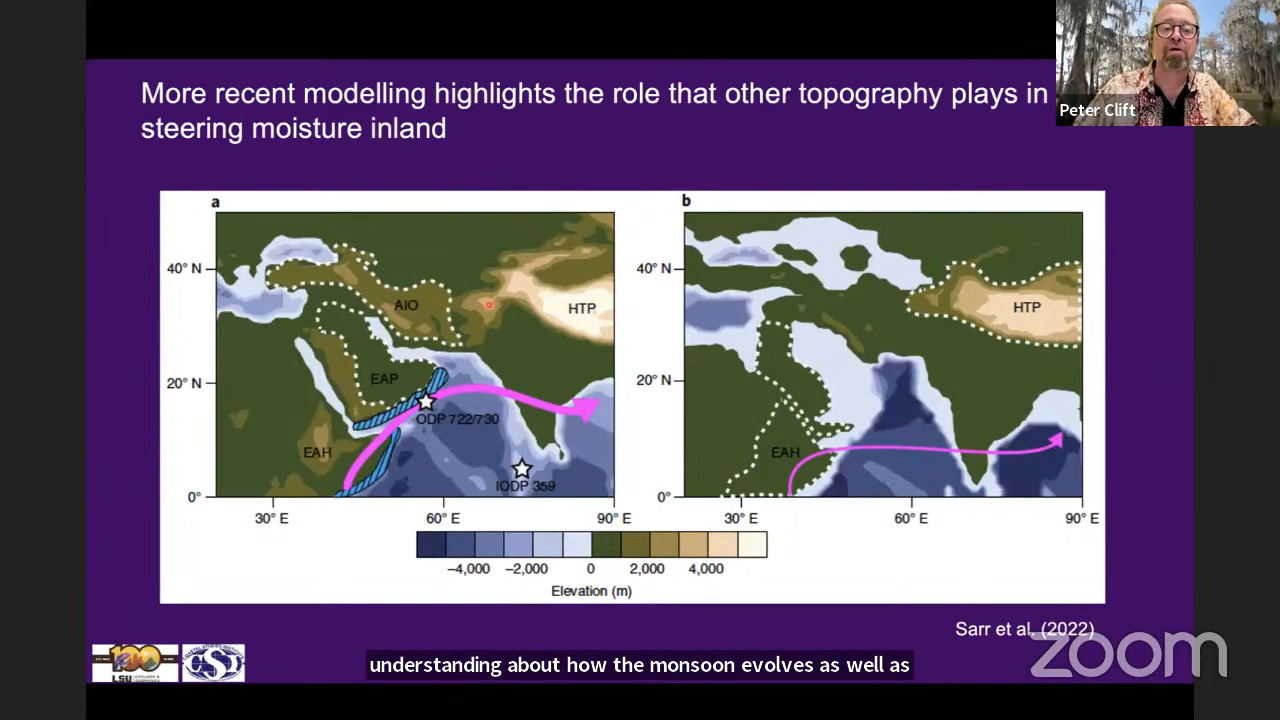 More recent modelling highlights the role that other topography plays in
steering moisture inland
Peter Clift
a
b
40° N
20° N
0°
30° E
60° E
90° E
AIO
HTP
EAP
ODP 722/730
EAH
IODP 359
40° N
20° N
0°
30° E
60° E
90° E
HTP
EAH
−4,000
−2,000
0
2,000
4,000
Elevation (m)
Sarr et al. (2022)
zoom
100
LSU
CSI
understanding about how the monsoon evolves as well as